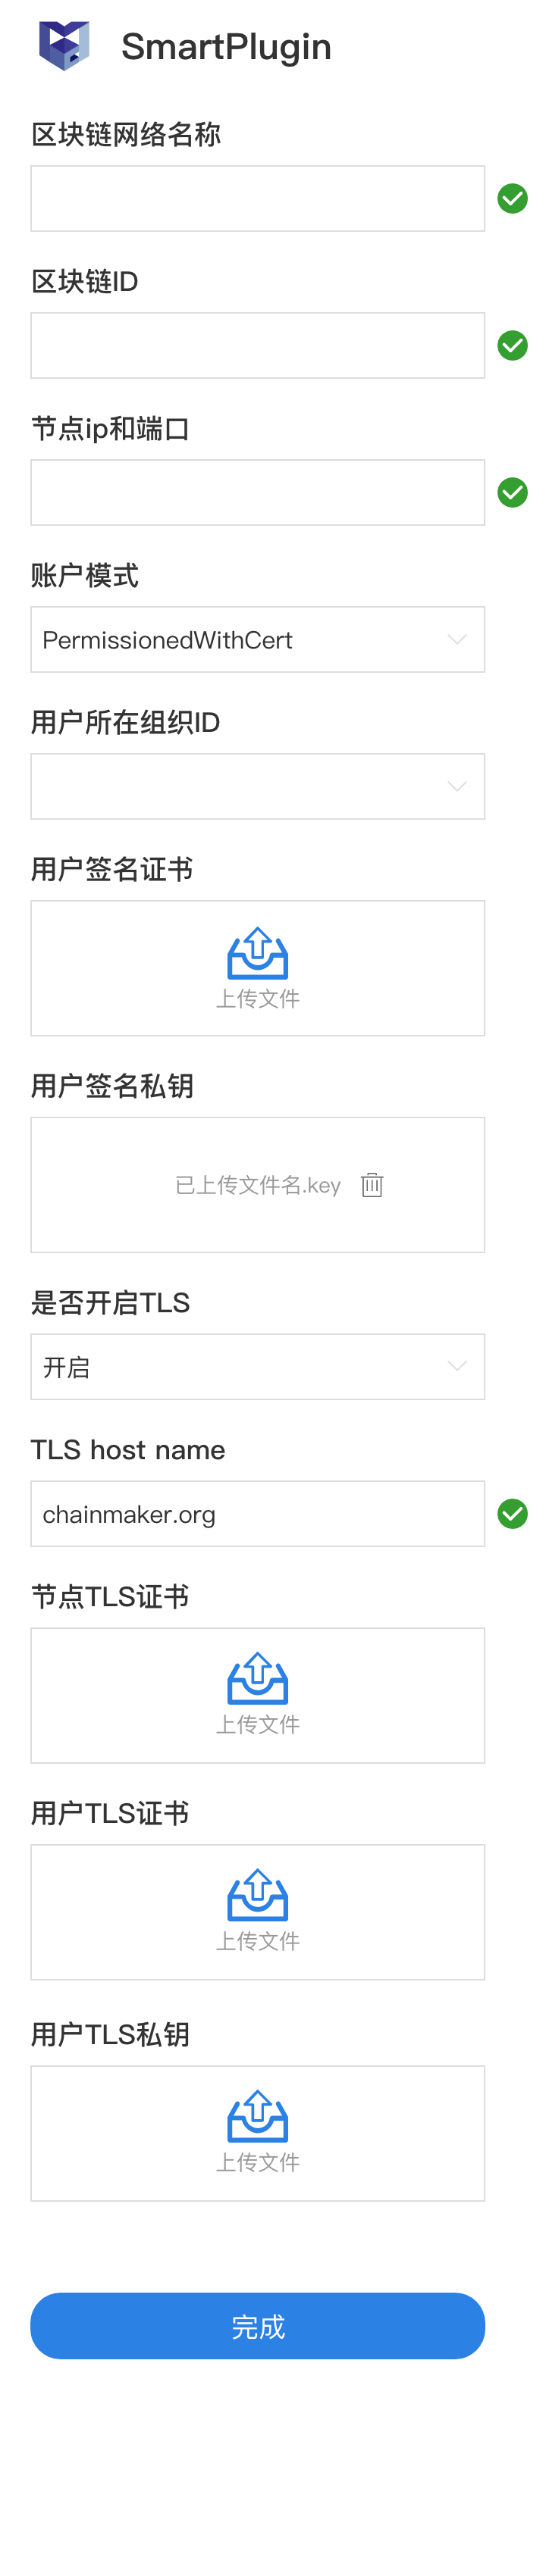 SmartPlugin
区块链网络名称
区块链ID
节点ip和端口
账户模式
PermissionedWithCert
用户所在组织ID
用户签名证书
上传文件
用户签名私钥
已上传文件名.key
是否开启TLS
开启
TLS host name
chainmaker.org
节点TLS证书
上传文件
用户TLS证书
上传文件
用户TLS私钥
上传文件
完成